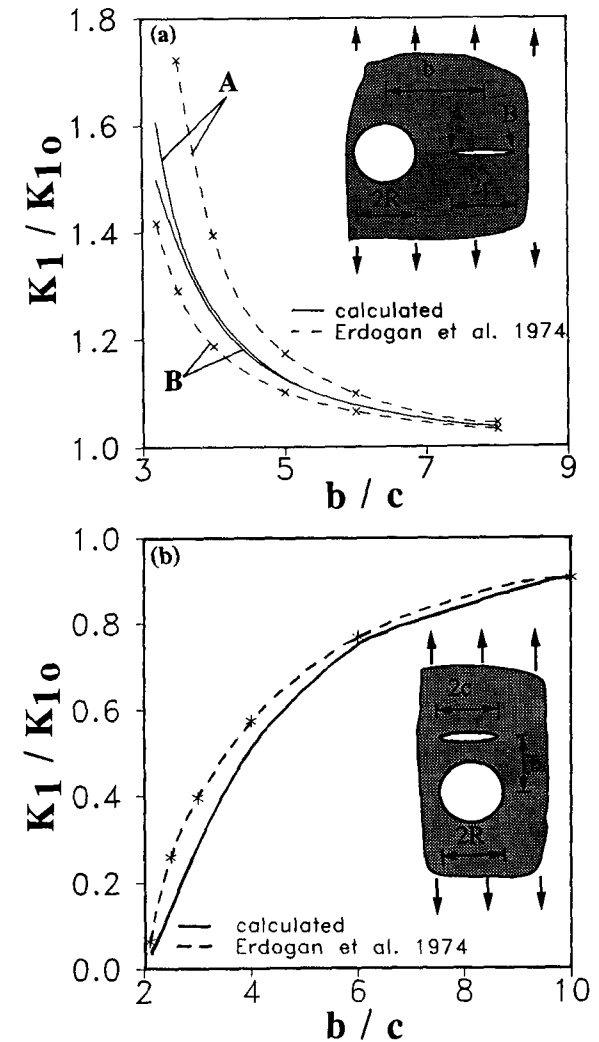 (a)
1.8
1.6
1.4
1.2
1.0
K1 / K1o
A
B
b
A
B
2R
calculated
Erdogan et al. 1974
3
5
7
9
b / c
(b)
1.0
0.8
0.6
0.4
0.2
0.0
K1 / K1o
2c
2R
calculated
Erdogan et al. 1974
2
4
6
8
10
b / c